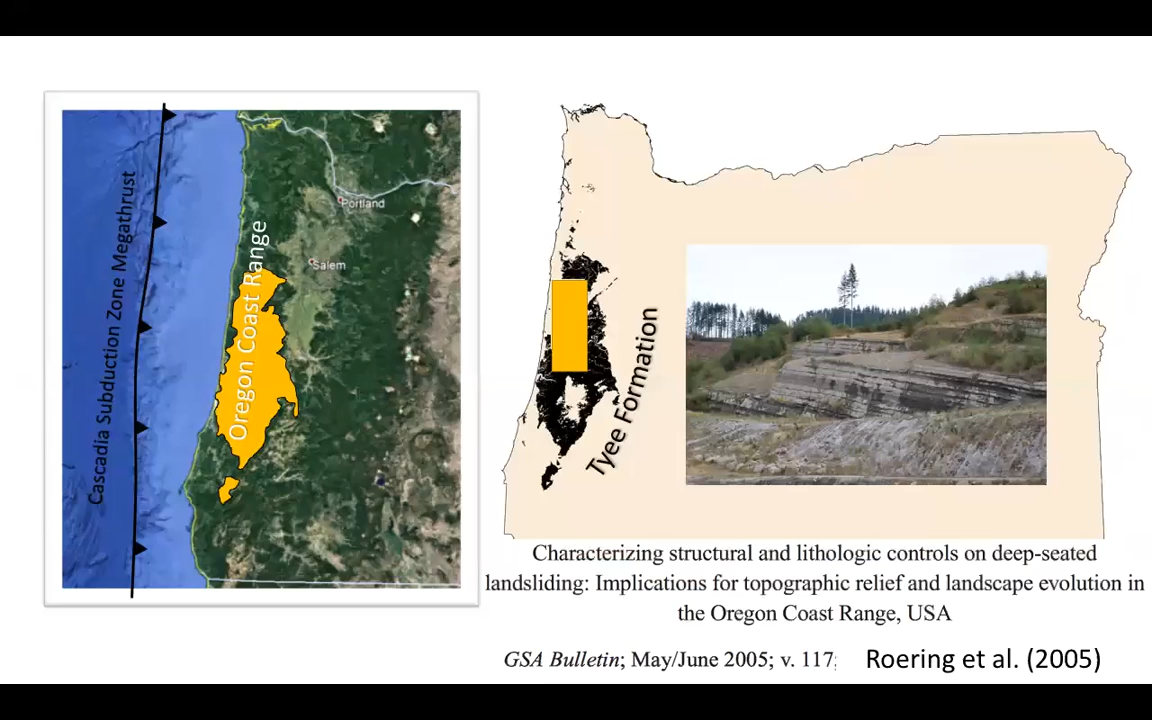 Cascadia Subduction Zone Megathrust
Oregon Coast Range
Portland
Salem
Tyee Formation
Characterizing structural and lithologic controls on deep-seated
landsliding: Implications for topographic relief and landscape evolution in
the Oregon Coast Range, USA
GSA Bulletin; May/June 2005; v. 117;
Roering et al. (2005)